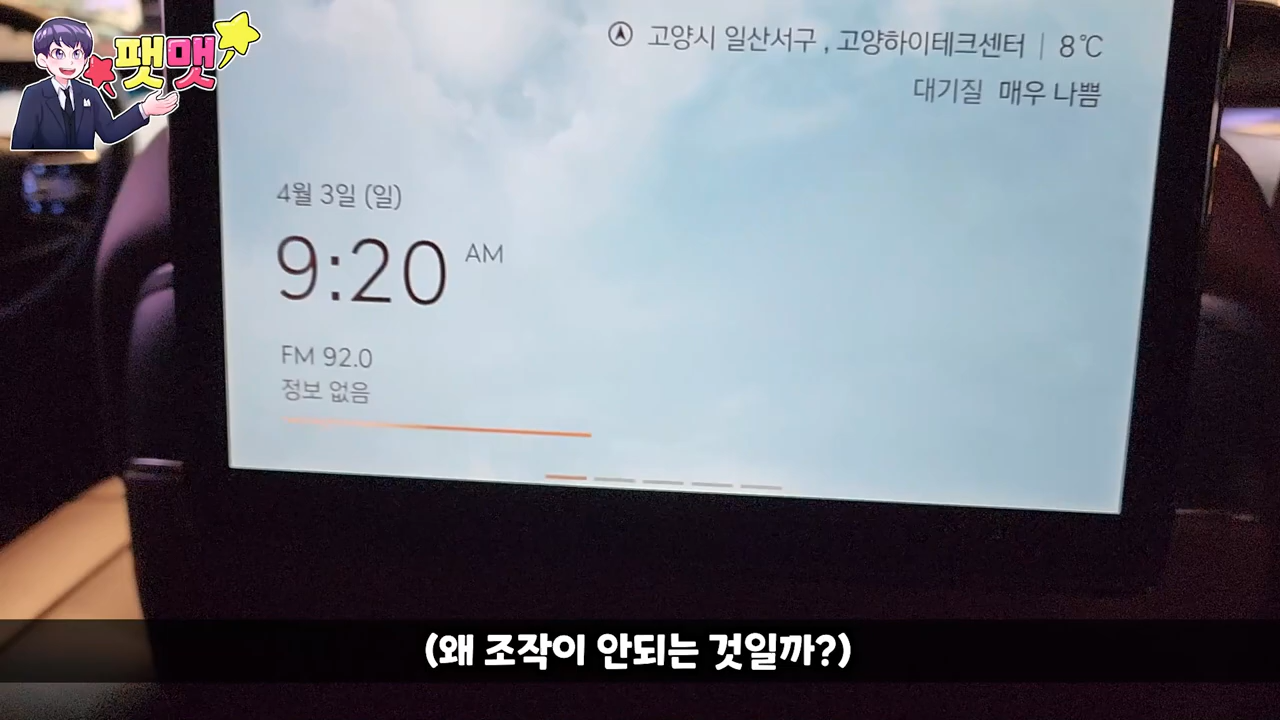 팻맷
고양시 일산서구 , 고양하이테크센터 | 8℃
대기질 매우 나쁨
4월 3일 (일)
9:20 AM
FM 92.0
정보 없음
(왜 조작이 안되는 것일까?)